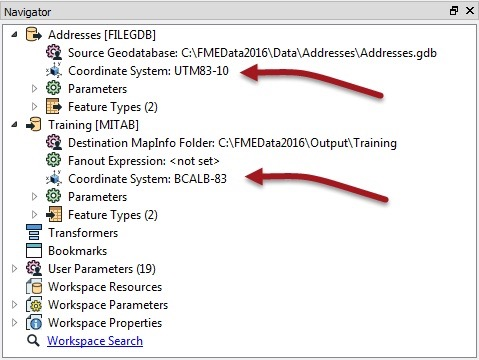 Navigator
Addresses [FILEGDB]
Source Geodatabase: C:\FMEData2016\Data\Addresses\Addresses.gdb
Coordinate System: UTM83-10
Parameters
Feature Types (2)
Training [MITAB]
Destination MapInfo Folder: C:\FMEData2016\Output\Training
Fanout Expression: <not set>
Coordinate System: BCALB-83
Parameters
Feature Types (2)
Transformers
Bookmarks
User Parameters (19)
Workspace Resources
Workspace Parameters
Workspace Properties
Workspace Search